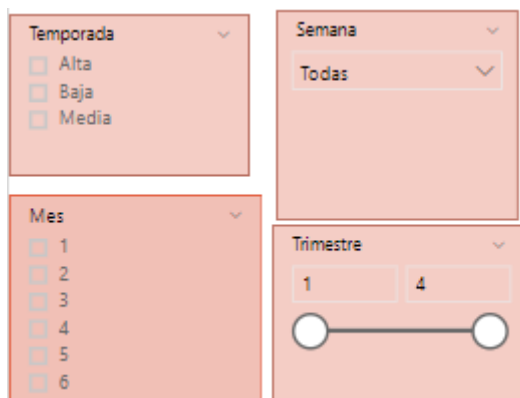 Temporada
Alta
Baja
Media
Semana
Todas
Mes
1
2
3
4
5
6
Trimestre
1 4